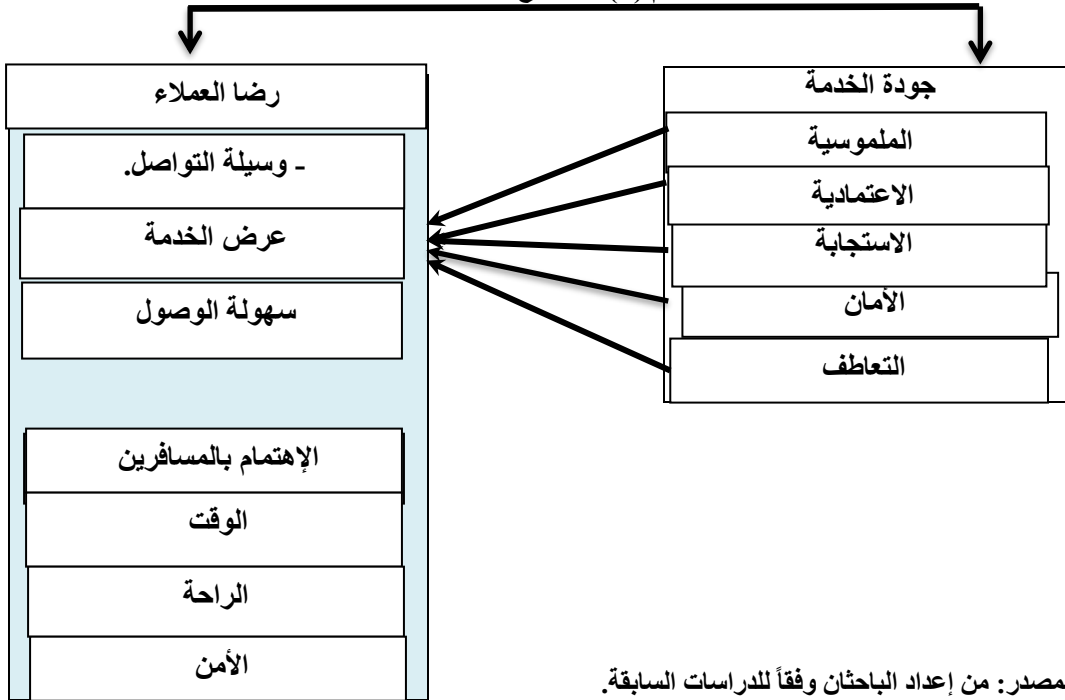 جودة الخدمة
الملموسية
الاعتمادية
الاستجابة
الأمان
التعاطف
رضا العملاء
- وسيلة التواصل.
عرض الخدمة
سهولة الوصول
الإهتمام بالمسافرين
الوقت
الراحة
الأمن
مصدر: من إعداد الباحثان وفقاً للدراسات السابقة.